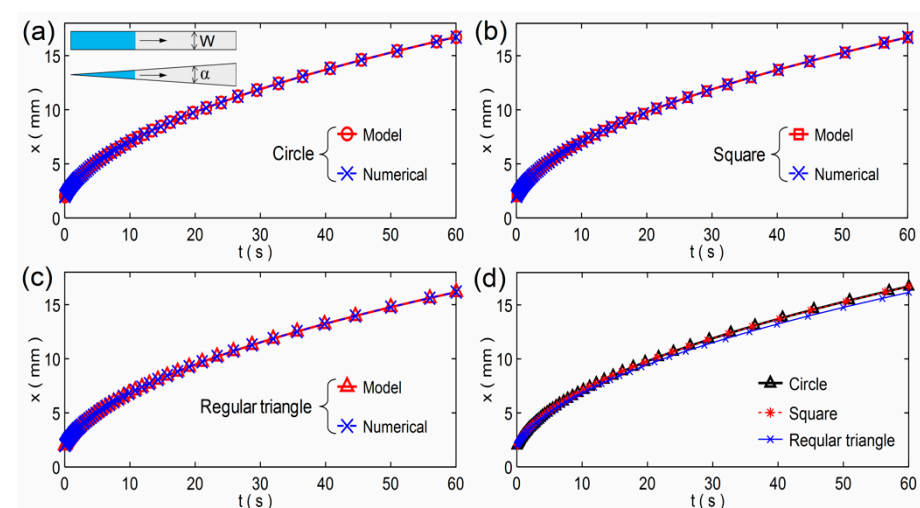 (a)
W
α
x ( mm )
15
10
5
0
Circle
Model
Numerical
0 10 20 30 40 50 60
t ( s )
(b)
x ( mm )
15
10
5
0
Square
Model
Numerical
0 10 20 30 40 50 60
t ( s )
(c)
x ( mm )
15
10
5
0
Regular triangle
Model
Numerical
0 10 20 30 40 50 60
t ( s )
(d)
x ( mm )
15
10
5
0
Circle
Square
Reqular triangle
0 10 20 30 40 50 60
t ( s )